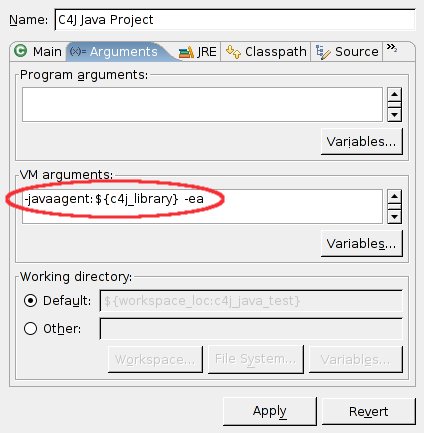 Name: C4J Java Project
Main (x)= Arguments JRE Classpath Source »2
Program arguments:
Variables...
VM arguments:
-javaagent:${c4j_library} -ea
Variables...
Working directory:
Default: ${workspace_loc:c4j_java_test}
Other:
Workspace... File System... Variables...
Apply Revert